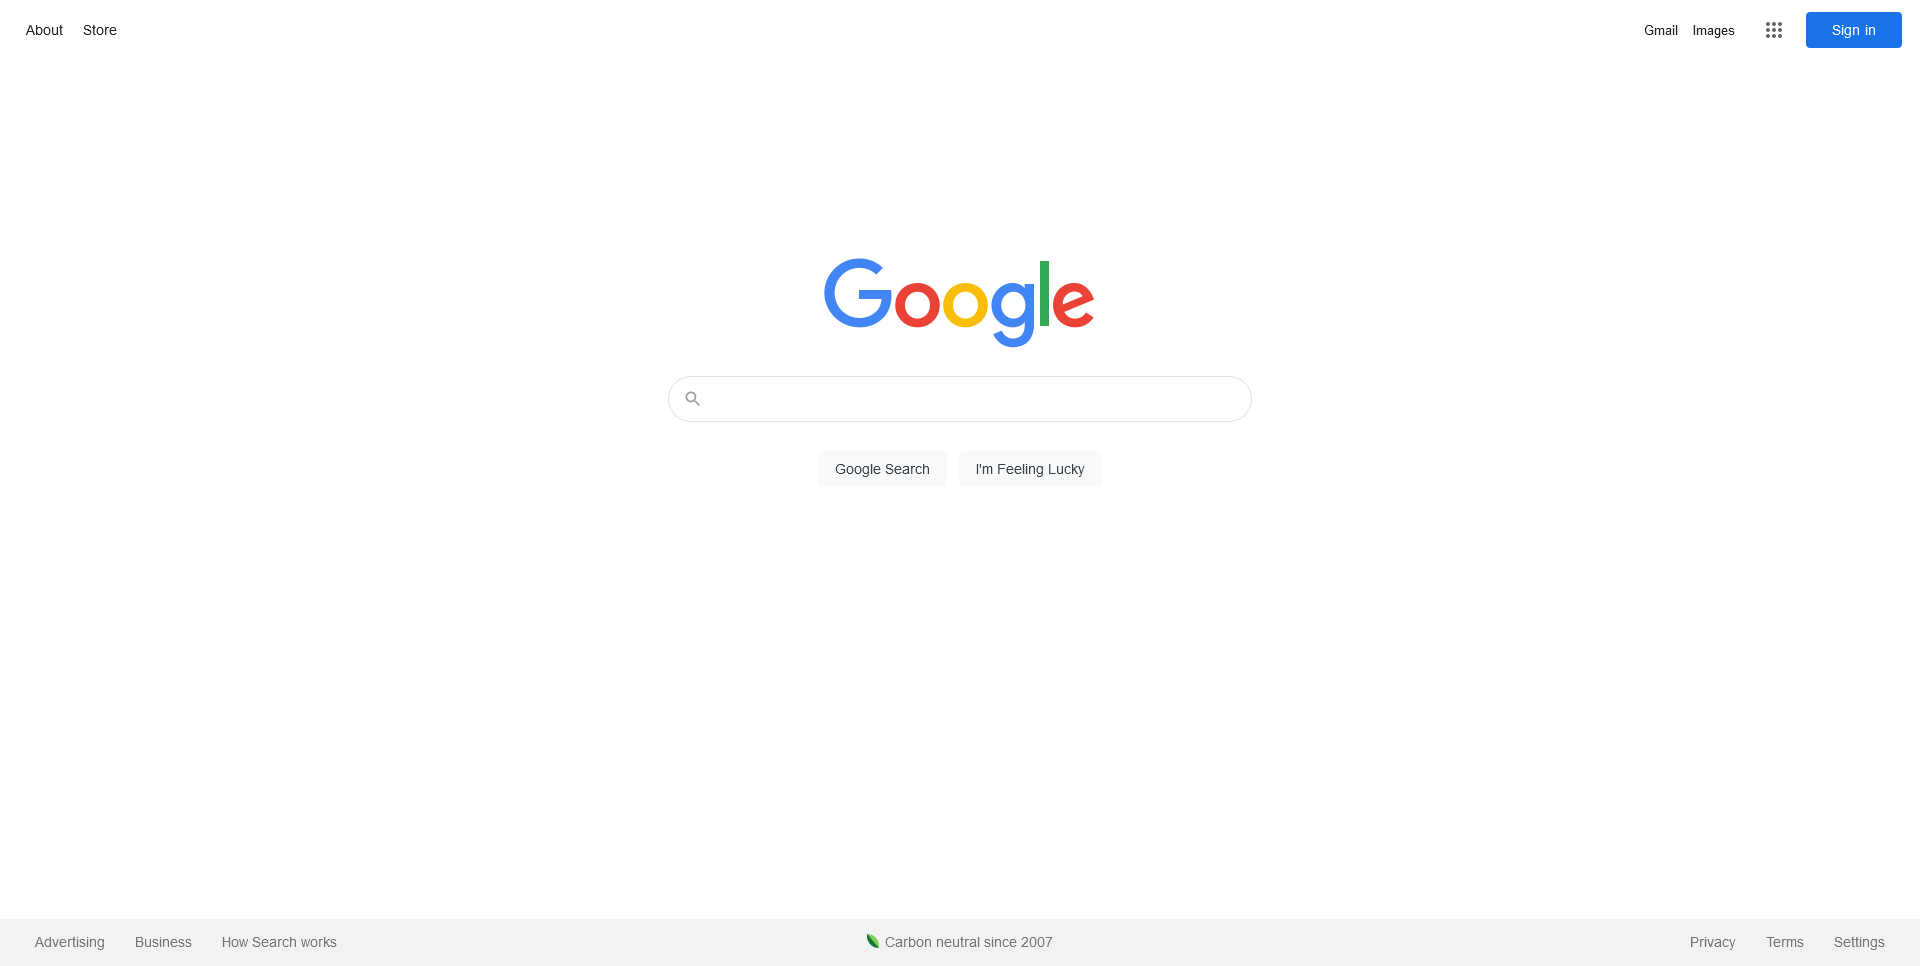 About Store Gmail Images Sign in
Google
Google Search I'm Feeling Lucky
Advertising Business How Search works Carbon neutral since 2007 Privacy Terms Settings